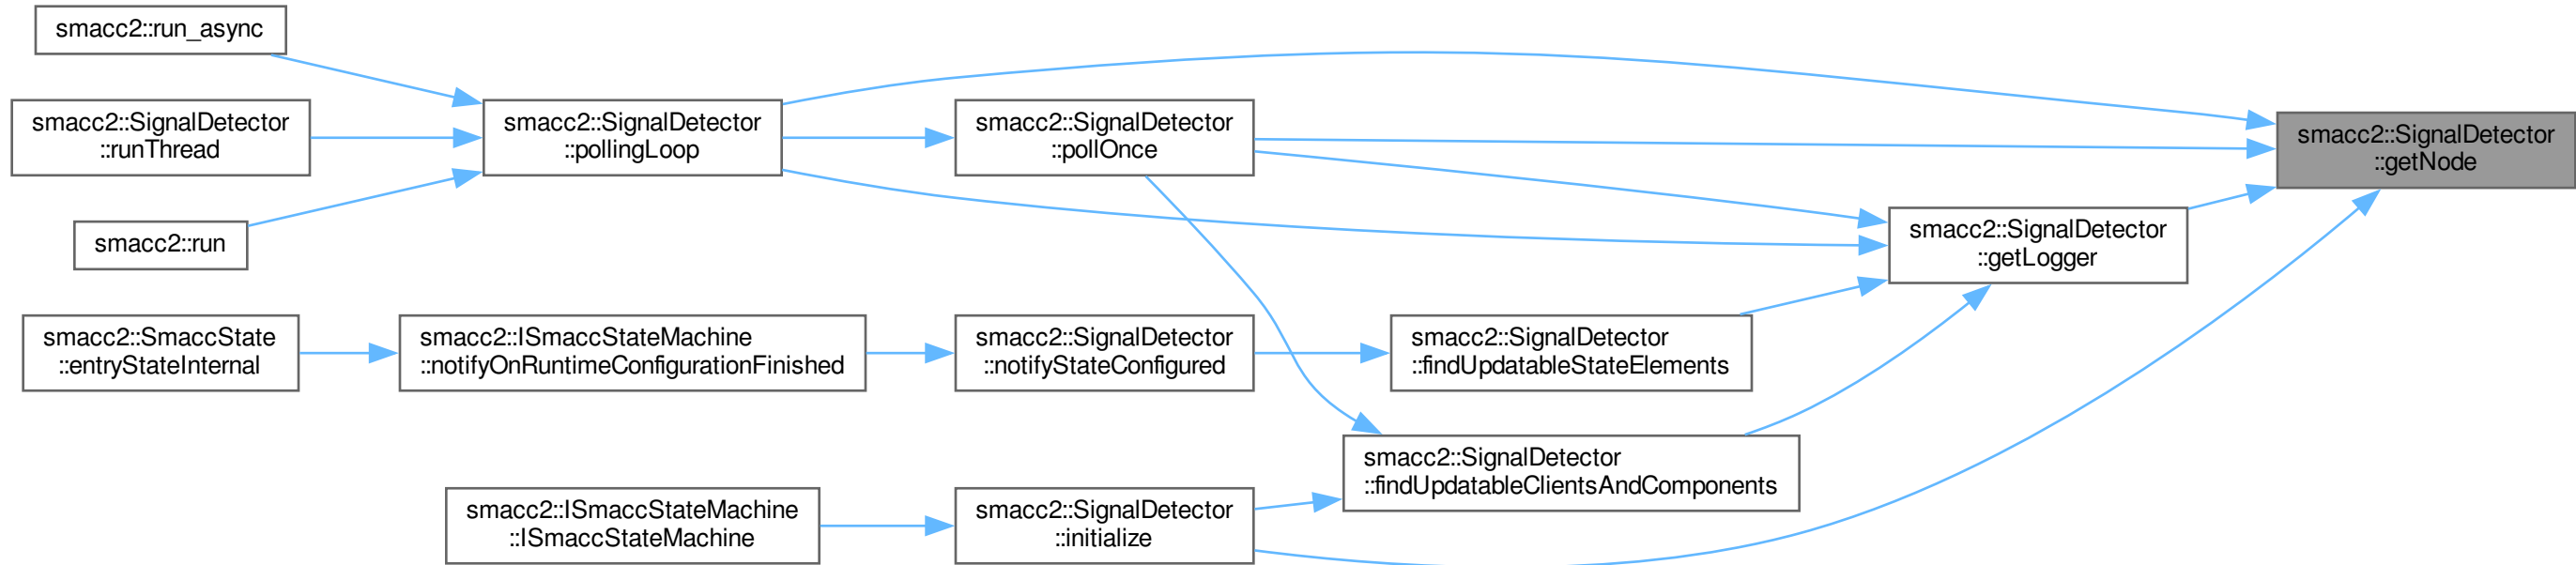 smacc2::run_async
smacc2::SignalDetector
::runThread
smacc2::run
smacc2::SignalDetector
::pollingLoop
smacc2::SignalDetector
::pollOnce
smacc2::SignalDetector
::getNode
smacc2::SignalDetector
::getLogger
smacc2::SmaccState
::entryStateInternal
smacc2::ISmaccStateMachine
::notifyOnRuntimeConfigurationFinished
smacc2::SignalDetector
::notifyStateConfigured
smacc2::SignalDetector
::findUpdatableStateElements
smacc2::SignalDetector
::findUpdatableClientsAndComponents
smacc2::ISmaccStateMachine
::ISmaccStateMachine
smacc2::SignalDetector
::initialize